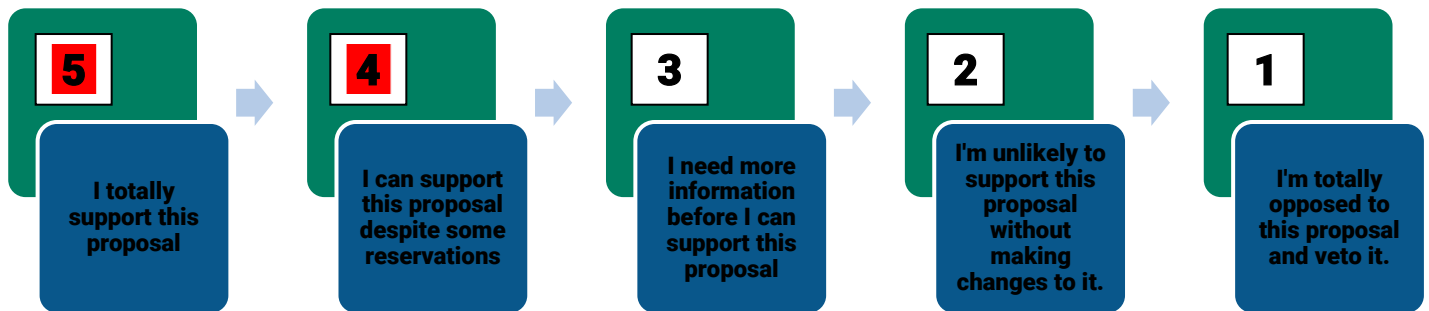 5
I totally
support this
proposal
4
I can support
this proposal
despite some
reservations
3
I need more
information
before I can
support this
proposal
2
I'm unlikely to
support this
proposal
without
making
changes to it.
1
I'm totally
opposed to
this proposal
and veto it.